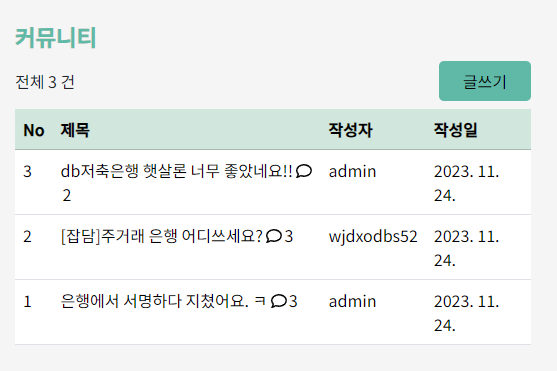 커뮤니티
전체 3 건
글쓰기
No 제목 작성자 작성일
3 db저축은행 햇살론 너무 좋았네요!! admin 2023. 11.
2 24.
2 [잡담]주거래 은행 어디쓰세요? 3 wjdxodbs52 2023. 11.
24.
1 은행에서 서명하다 지쳤어요. ㅋ 3 admin 2023. 11.
24.